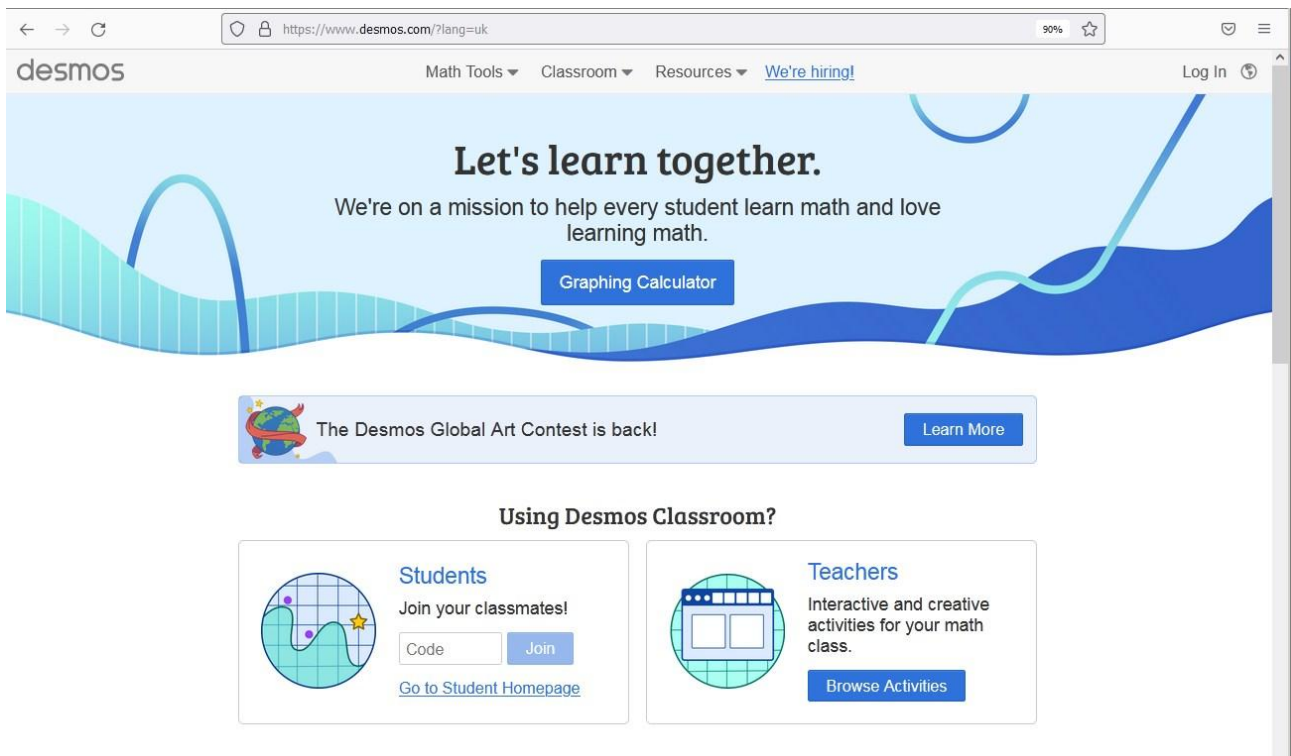 https://www.desmos.com/?lang=uk
90%
desmos
Math Tools
Classroom
Resources
We're hiring!
Log In
Let's learn together.
We're on a mission to help every student learn math and love
learning math.
Graphing Calculator
The Desmos Global Art Contest is back!
Learn More
Using Desmos Classroom?
Students
Join your classmates!
Code
Join
Go to Student Homepage
Teachers
Interactive and creative
activities for your math
class.
Browse Activities